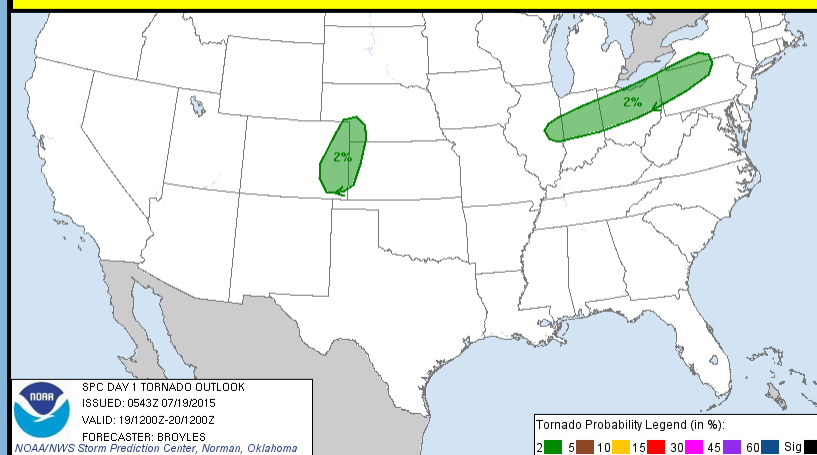 2%
2%
noaa
SPC DAY 1 TORNADO OUTLOOK
ISSUED: 0543Z 07/19/2015
VALID: 19/1200Z-20/1200Z
FORECASTER: BROYLES
NOAA/NWS Storm Prediction Center, Norman, Oklahoma
Tornado Probability Legend (in %):
2 5 10 15 30 45 60 Sig